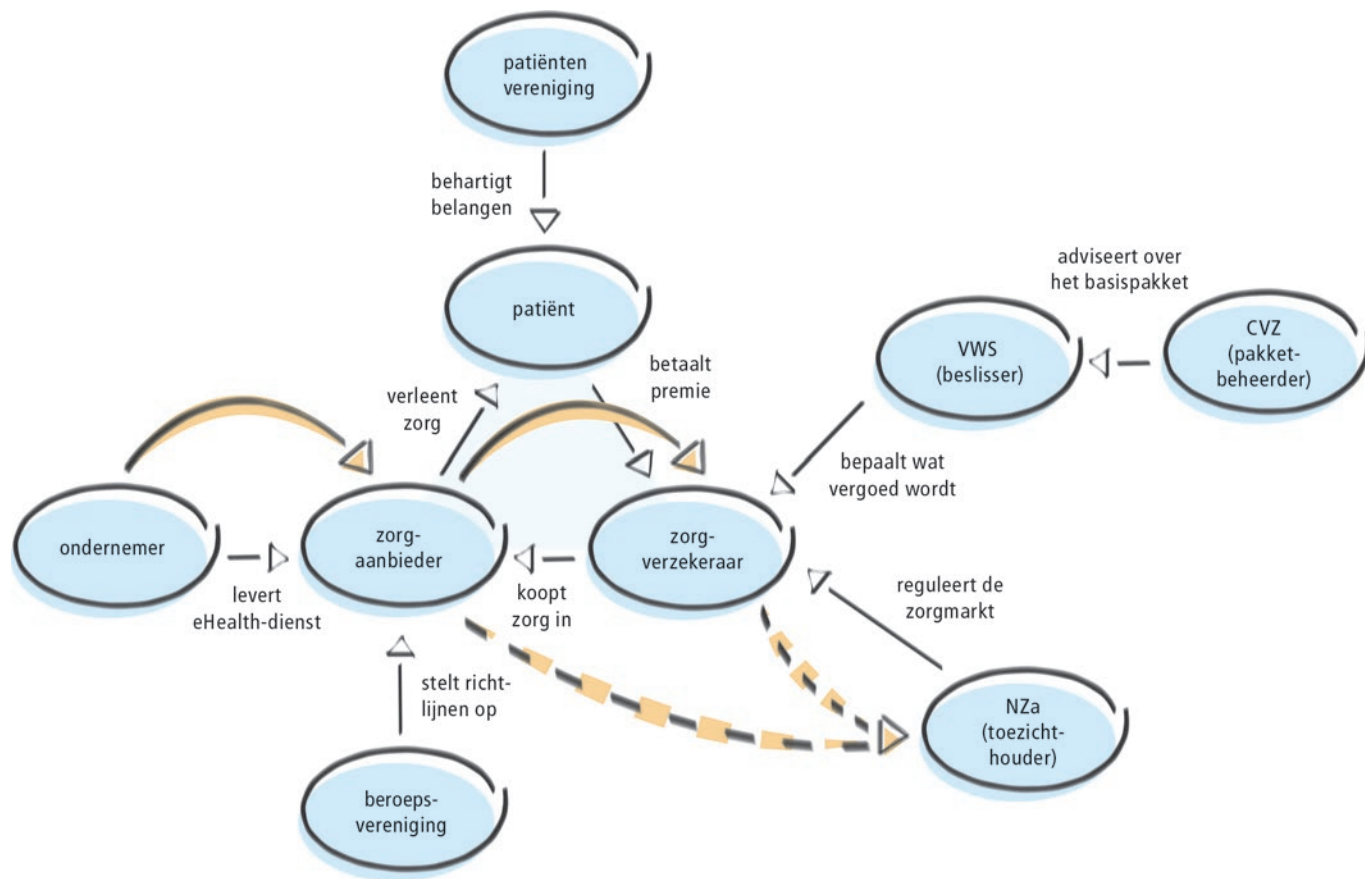 patiënten
vereniging
behartigt
belangen
patiënt
adviseert over
het basispakket
VWS
(beslisser)
CVZ
(pakket-
beheerder)
verleent
zorg
betaalt
premie
bepaalt wat
vergoed wordt
ondernemer
zorg-
aanbieder
zorg-
verzekeraar
levert
eHealth-dienst
koopt
zorg in
reguleert de
zorgmarkt
stelt richt-
lijnen op
NZa
(toezicht-
houder)
beroeps-
vereniging